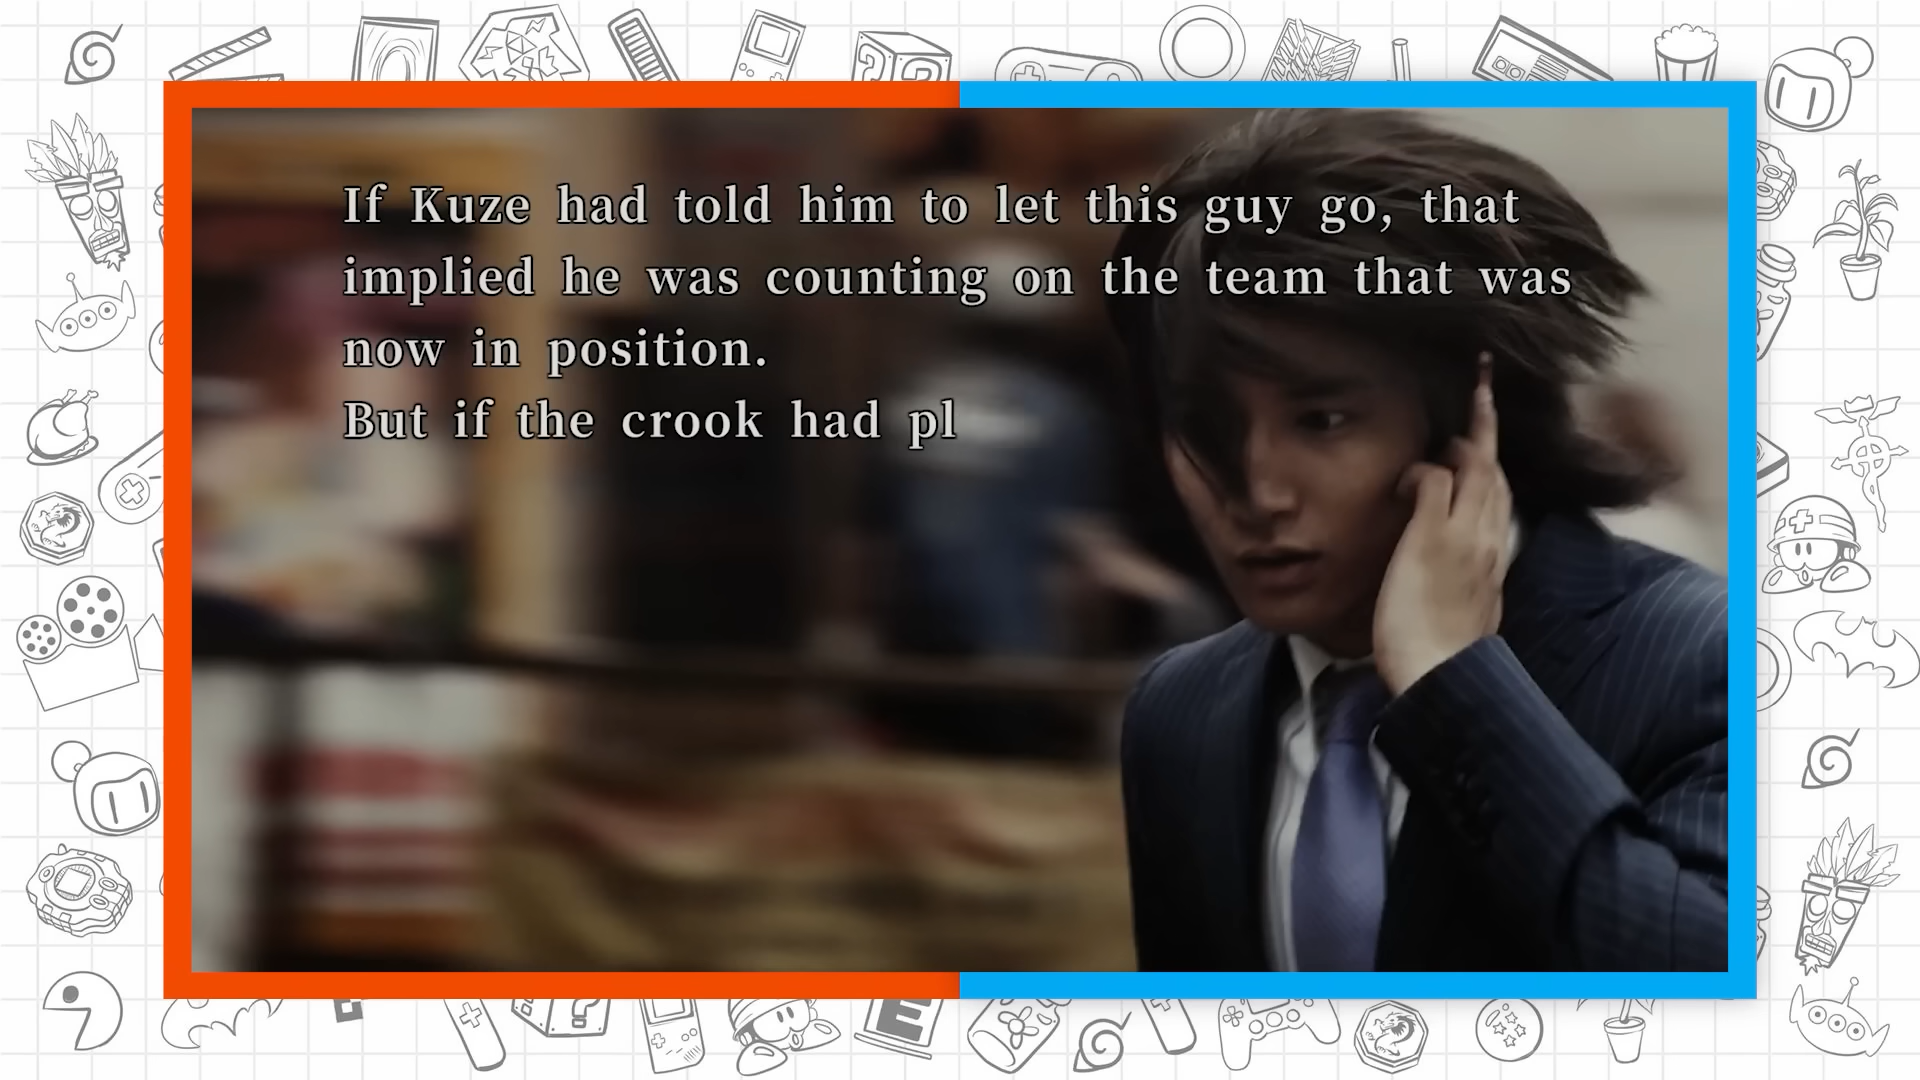 If Kuze had told him to let this guy go, that
implied he was counting on the team that was
now in position.
But if the crook had pl